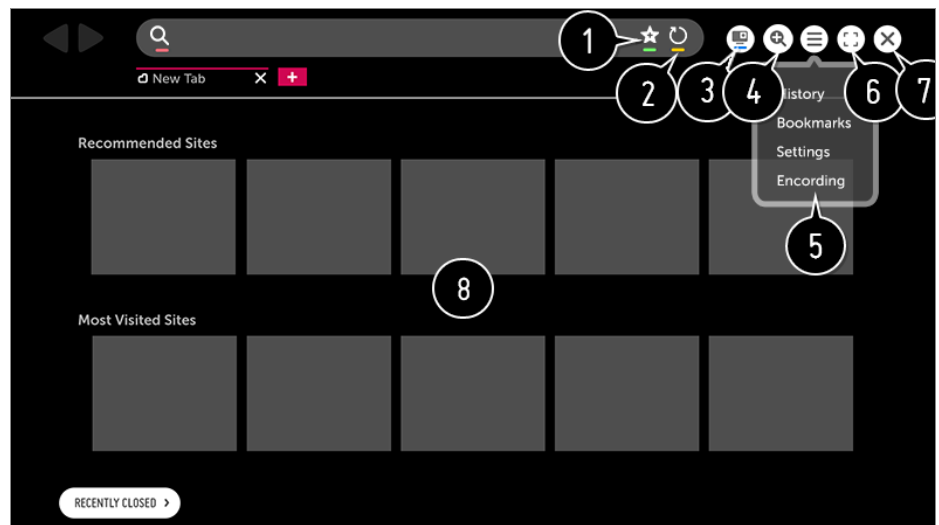 1
New Tab
2
3
4
6
7
History
Bookmarks
Settings
Encording
5
Recommended Sites
8
Most Visited Sites
RECENTLY CLOSED